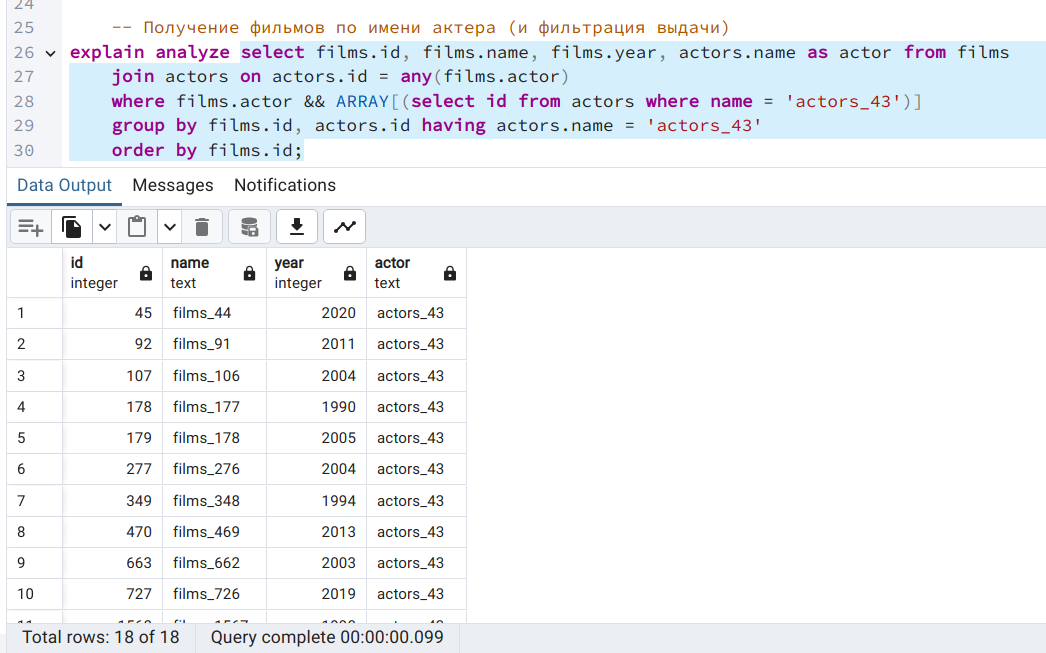 24
25 -- Получение фильмов по имени актера (и фильтрация выдачи)
26 explain analyze select films.id, films.name, films.year, actors.name as actor from films
27 join actors on actors.id = any(films.actor)
28 where films.actor && ARRAY[(select id from actors where name = 'actors_43')]
29 group by films.id, actors.id having actors.name = 'actors_43'
30 order by films.id;
Data Output Messages Notifications
id name year actor
integer text integer text
1 45 films_44 2020 actors_43
2 92 films_91 2011 actors_43
3 107 films_106 2004 actors_43
4 178 films_177 1990 actors_43
5 179 films_178 2005 actors_43
6 277 films_276 2004 actors_43
7 349 films_348 1994 actors_43
8 470 films_469 2013 actors_43
9 663 films_662 2003 actors_43
10 727 films_726 2019 actors_43
Total rows: 18 of 18 Query complete 00:00:00.099